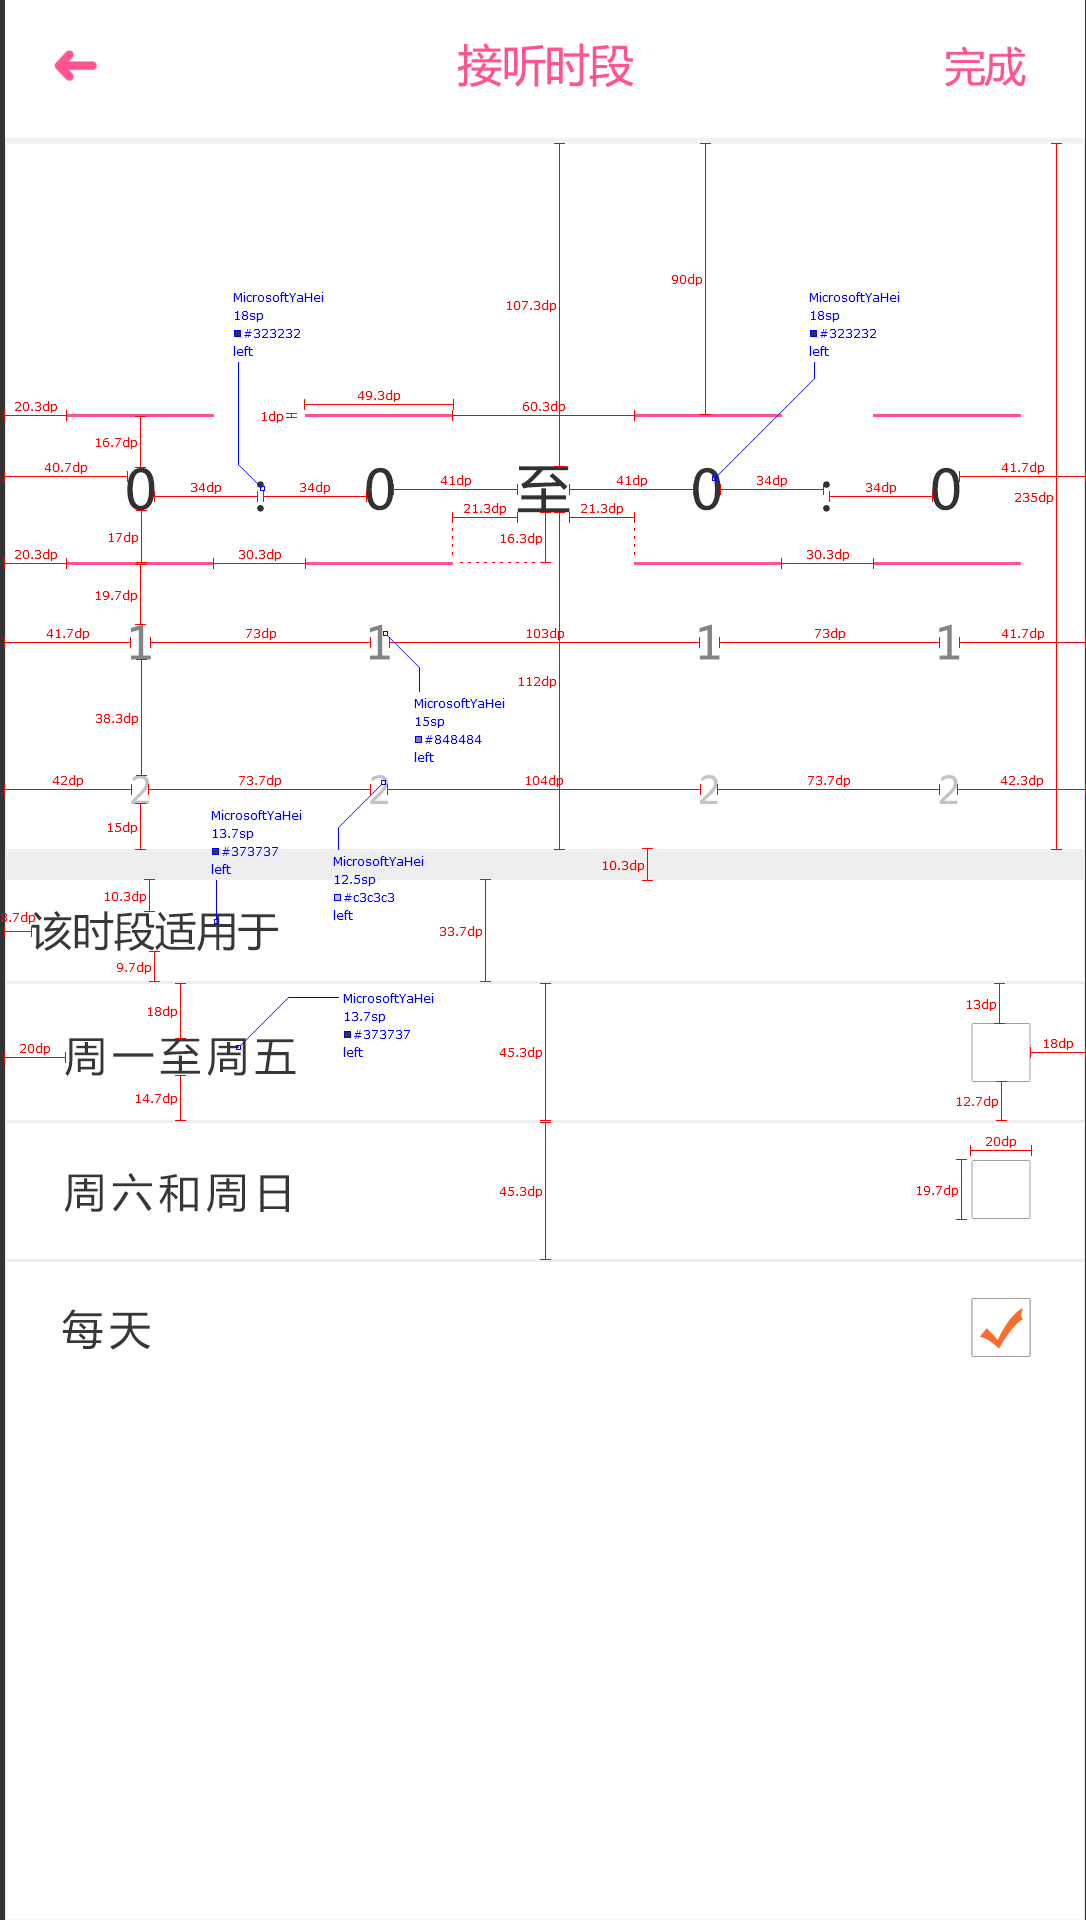 接听时段 完成
90dp
107.3dp
MicrosoftYaHei
18sp
#323232
left
MicrosoftYaHei
18sp
#323232
left
49.3dp
20.3dp 1dp 60.3dp
16.7dp
40.7dp 41.7dp
0 34dp : 34dp 0 41dp 至 41dp 0 34dp : 34dp 0
235dp
21.3dp 21.3dp
17dp 16.3dp
20.3dp 30.3dp 30.3dp
19.7dp
41.7dp 73dp 103dp 73dp 41.7dp
1 1 1 1
112dp
MicrosoftYaHei
15sp
#848484
left
38.3dp
42dp 73.7dp 104dp 73.7dp 42.3dp
2 2 2 2
15dp
MicrosoftYaHei
13.7sp
#373737
left
MicrosoftYaHei
12.5sp
#c3c3c3
left
10.3dp
10.3dp
8.7dp
该时段适用于
33.7dp
9.7dp
MicrosoftYaHei
13.7sp
#373737
left
18dp 13dp
20dp 周一至周五 45.3dp 18dp
14.7dp 12.7dp
20dp
周六和周日 45.3dp 19.7dp
每天